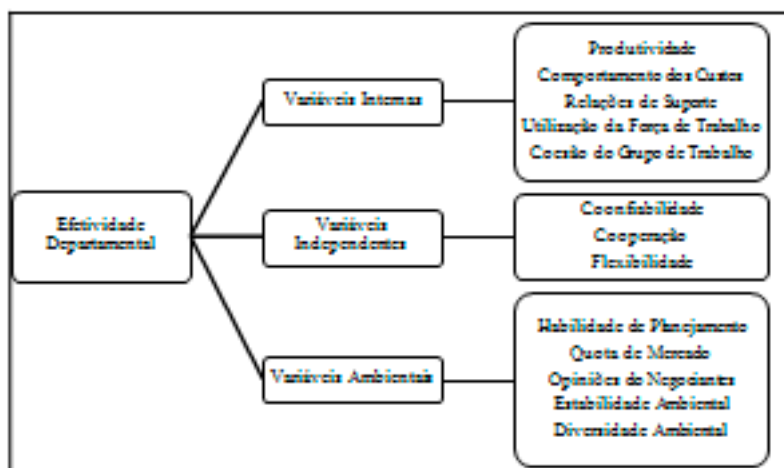 Efetividade
Departamental
Variáveis Internas
Produtividade
Comportamento dos Custos
Relações de Suporte
Utilização da Força de Trabalho
Coesão do Grupo de Trabalho
Variáveis
Independentes
Coonfiabilidade
Cooperação
Flexibilidade
Variáveis Ambientais
Habilidade de Planejamento
Quota de Mercado
Opiniões do Negociantes
Estabilidade Ambiental
Diversidade Ambiental